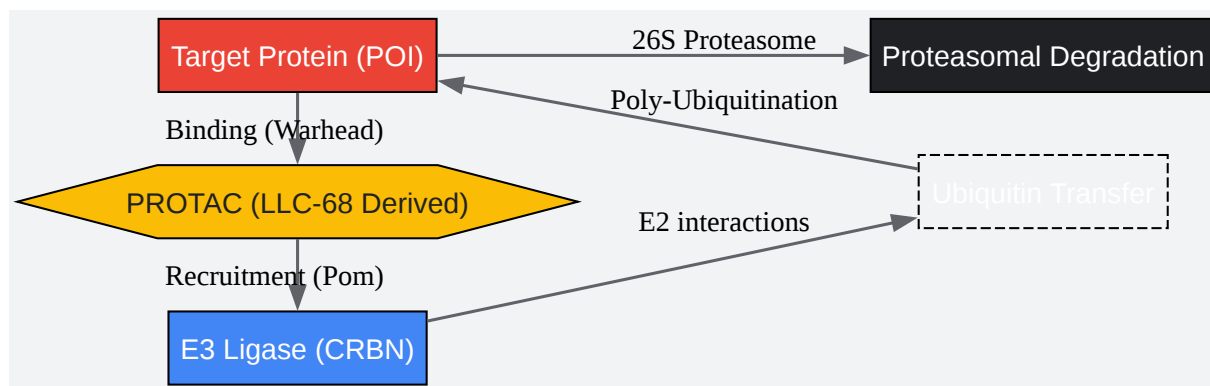 Target Protein (POI)
26S Proteasome
Proteasomal Degradation
Poly-Ubiquitination
Binding (Warhead)
Ubiquitin Transfer
PROTAC (LLC-68 Derived)
E2 interactions
Recruitment (Pom)
E3 Ligase (CRBN)